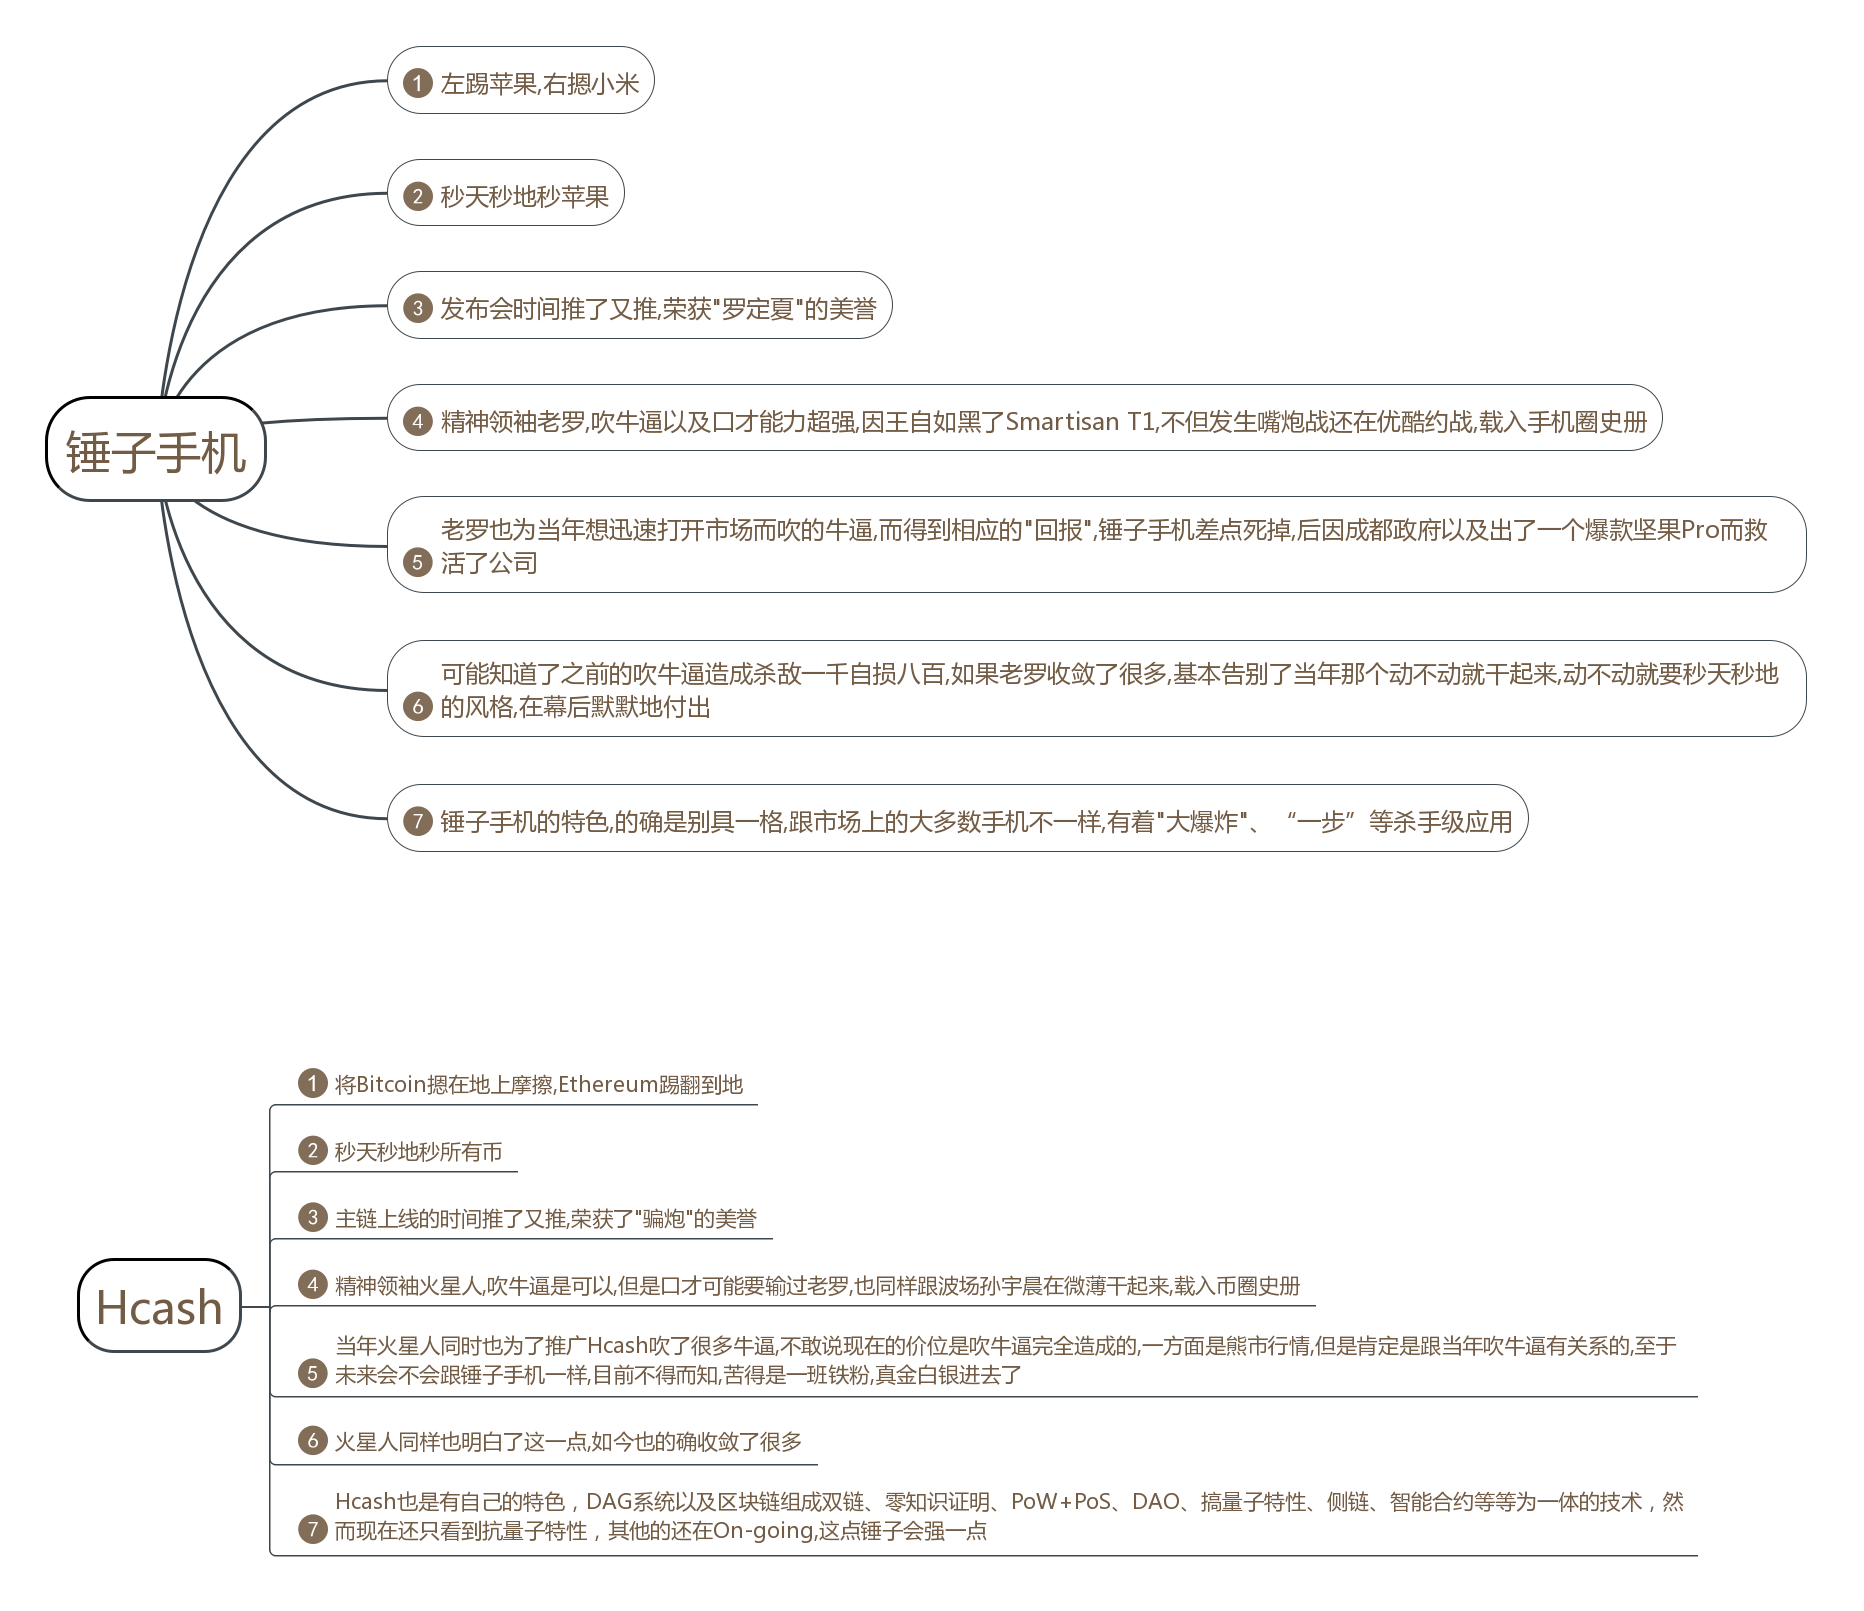 1 左踢苹果,右摁小米
2 秒天秒地秒苹果
3 发布会时间推了又推,荣获"罗定夏"的美誉
锤子手机
4 精神领袖老罗,吹牛逼以及口才能力超强,因王自如黑了Smartisan T1,不但发生嘴炮战还在优酷约战,载入手机圈史册
老罗也为当年想迅速打开市场而吹的牛逼,而得到相应的"回报",锤子手机差点死掉,后因成都政府以及出了一个爆款坚果Pro而救
5 活了公司
可能知道了之前的吹牛逼造成杀敌一千自损八百,如果老罗收敛了很多,基本告别了当年那个动不动就干起来,动不动就要秒天秒地
6 的风格,在幕后默默地付出
7 锤子手机的特色,的确是别具一格,跟市场上的大多数手机不一样,有着"大爆炸"、“一步”等杀手级应用
1 将Bitcoin摁在地上摩擦,Ethereum踢翻到地
2 秒天秒地秒所有币
3 主链上线的时间推了又推,荣获了"骗炮"的美誉
Hcash
4 精神领袖火星人,吹牛逼是可以,但是口才可能要输过老罗,也同样跟波场孙宇晨在微薄干起来,载入币圈史册
当年火星人同时也为了推广Hcash吹了很多牛逼,不敢说现在的价位是吹牛逼完全造成的,一方面是熊市行情,但是肯定是跟当年吹牛逼有关系的,至于
5 未来会不会跟锤子手机一样,目前不得而知,苦得是一班铁粉,真金白银进去了
6 火星人同样也明白了这一点,如今也的确收敛了很多
Hcash也是有自己的特色，DAG系统以及区块链组成双链、零知识证明、PoW+PoS、DAO、搞量子特性、侧链、智能合约等等为一体的技术，然
7 而现在还只看到抗量子特性，其他的还在On-going,这点锤子会强一点